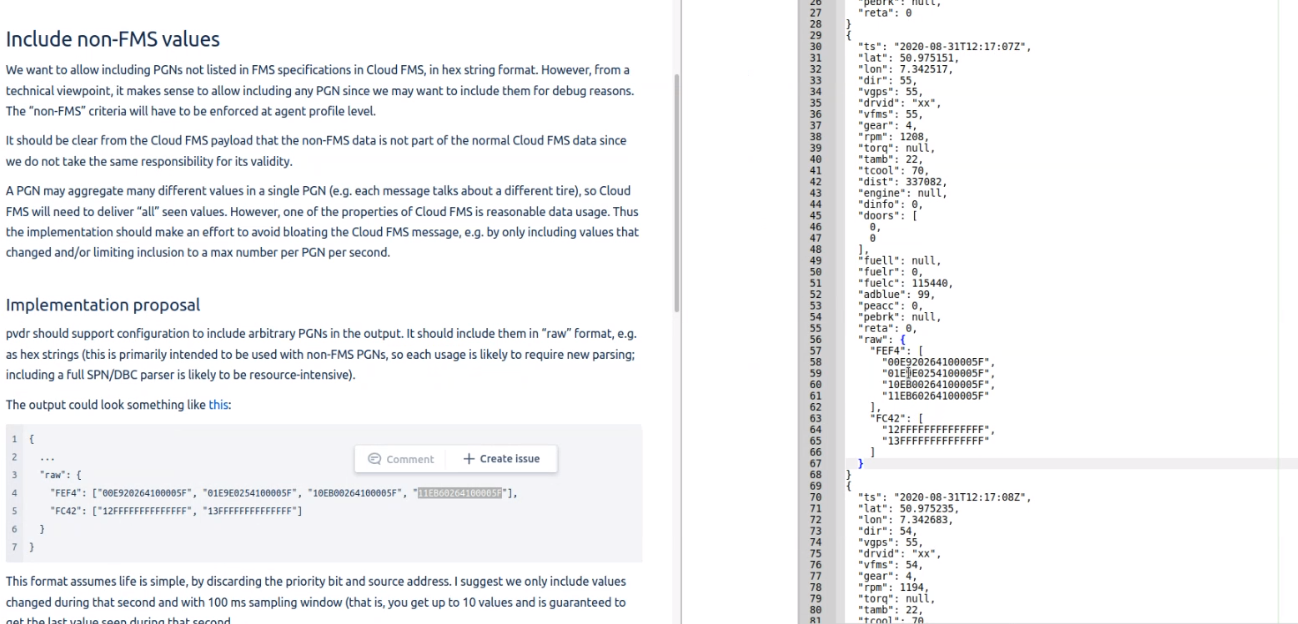 Include non-FMS values
We want to allow including PGNs not listed in FMS specifications in Cloud FMS, in hex string format. However, from a
technical viewpoint, it makes sense to allow including any PGN since we may want to include them for debug reasons.
The “non-FMS” criteria will have to be enforced at agent profile level.
It should be clear from the Cloud FMS payload that the non-FMS data is not part of the normal Cloud FMS data since
we do not take the same responsibility for its validity.
A PGN may aggregate many different values in a single PGN (e.g. each message talks about a different tire), so Cloud
FMS will need to deliver “all” seen values. However, one of the properties of Cloud FMS is reasonable data usage. Thus
the implementation should make an effort to avoid bloating the Cloud FMS message, e.g. by only including values that
changed and/or limiting inclusion to a max number per PGN per second.
Implementation proposal
pvdr should support configuration to include arbitrary PGNs in the output. It should include them in “raw” format, e.g.
as hex strings (this is primarily intended to be used with non-FMS PGNs, so each usage is likely to require new parsing;
including a full SPN/DBC parser is likely to be resource-intensive).
The output could look something like this:
1 {
2 ...
Comment
Create issue
3 "raw": {
4 "FEF4": ["00E920264100005F", "01E9E0254100005F", "10EB00264100005F", "11EB60264100005F"],
5 "FC42": ["12FFFFFFFFFFFFFF", "13FFFFFFFFFFFFFF"]
6 }
7 }
This format assumes life is simple, by discarding the priority bit and source address. I suggest we only include values
changed during that second and with 100 ms sampling window (that is, you get up to 10 values and is guaranteed to
get the last value seen during that second
26 "pebrk": null,
27 "reta": 0
28 }
29 {
30 "ts": "2020-08-31T12:17:07Z",
31 "lat": 50.975151,
32 "lon": 7.342517,
33 "dir": 55,
34 "vgps": 55,
35 "drvid": "xx",
36 "vfms": 55,
37 "gear": 4,
38 "rpm": 1208,
39 "torq": null,
40 "tamb": 22,
41 "tcool": 70,
42 "dist": 337082,
43 "engine": null,
44 "dinfo": 0,
45 "doors": [
46 0,
47 0
48 ],
49 "fuell": null,
50 "fuelr": 0,
51 "fuelc": 115440,
52 "adblue": 99,
53 "peacc": 0,
54 "pebrk": null,
55 "reta": 0,
56 "raw": {
57 "FEF4": [
58 "00E920264100005F",
59 "01E9E0254100005F",
60 "10EB00264100005F",
61 "11EB60264100005F"
62 ],
63 "FC42": [
64 "12FFFFFFFFFFFFFF",
65 "13FFFFFFFFFFFFFF"
66 ]
67 }
68 }
69 {
70 "ts": "2020-08-31T12:17:08Z",
71 "lat": 50.975235,
72 "lon": 7.342683,
73 "dir": 54,
74 "vgps": 55,
75 "drvid": "xx",
76 "vfms": 54,
77 "gear": 4,
78 "rpm": 1194,
79 "torq": null,
80 "tamb": 22,
81 "tcool": 70